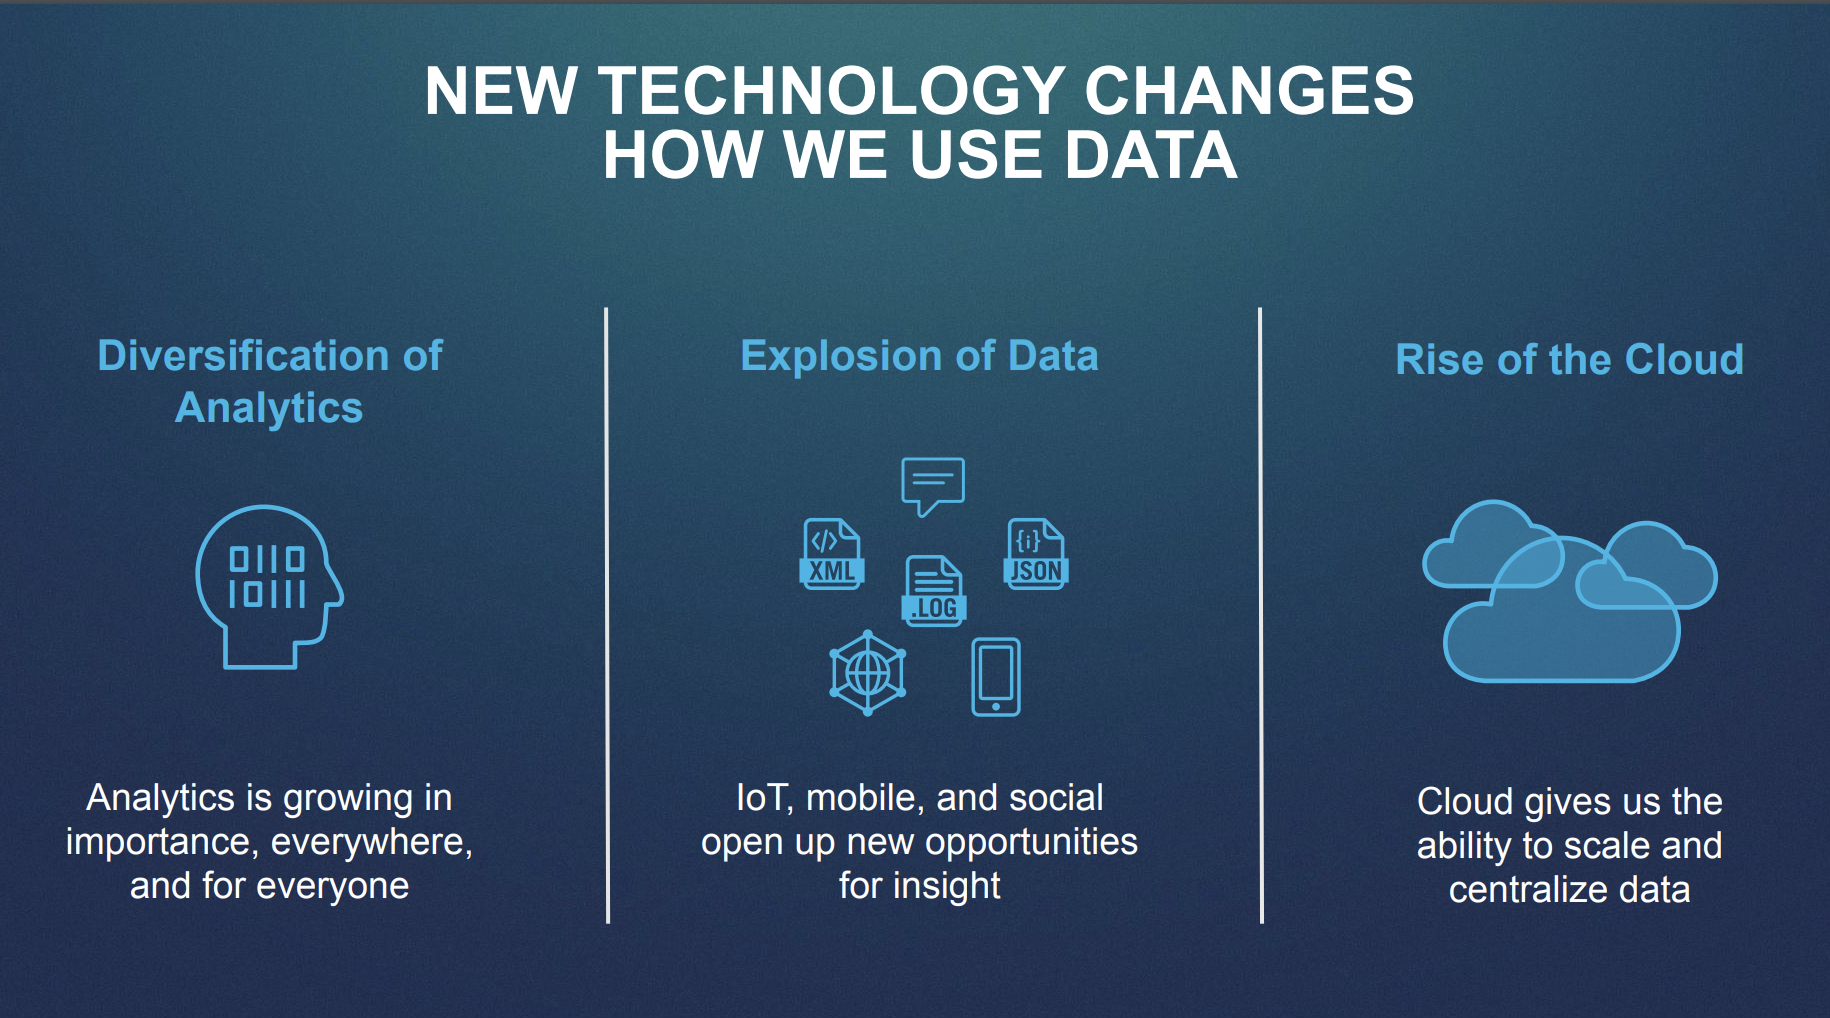 NEW TECHNOLOGY CHANGES
HOW WE USE DATA
Diversification of
Analytics
0110
10111
Analytics is growing in
importance, everywhere,
and for everyone
Explosion of Data
</>
XML
{i}
JSON
.LOG
IoT, mobile, and social
open up new opportunities
for insight
Rise of the Cloud
Cloud gives us the
ability to scale and
centralize data